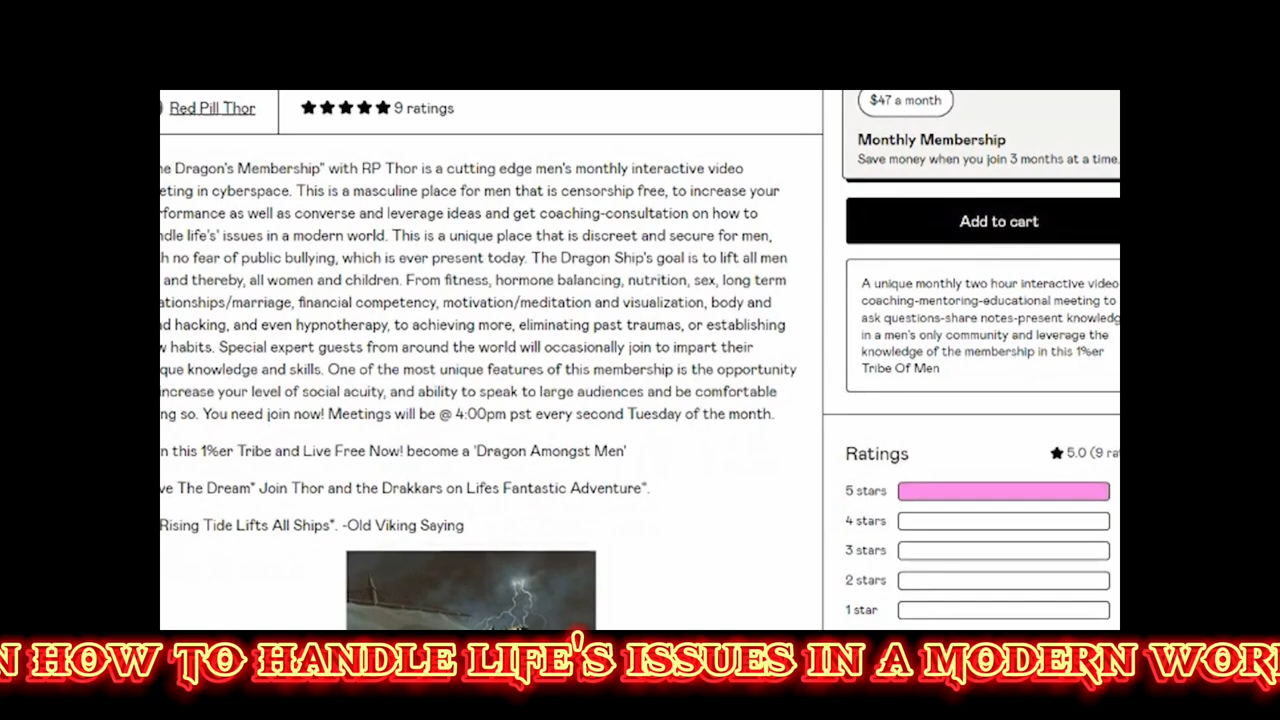 Red Pill Thor
9 ratings
$47 a month
Monthly Membership
Save money when you join 3 months at a time.
Add to cart
Dragon's Membership" with RP Thor is a cutting edge men's monthly interactive video
in cyberspace. This is a masculine place for men that is censorship free, to increase your
as well as converse and leverage ideas and get coaching-consultation on how to
life's' issues in a modern world. This is a unique place that is discreet and secure for men,
no fear of public bullying, which is ever present today. The Dragon Ship's goal is to lift all men
and thereby, all women and children. From fitness, hormone balancing, nutrition, sex, long term
financial competency, motivation/meditation and visualization, body and
hacking, and even hypnotherapy, to achieving more, eliminating past traumas, or establishing
habits. Special expert guests from around the world will occasionally join to impart their
knowledge and skills. One of the most unique features of this membership is the opportunity
increase your level of social acuity, and ability to speak to large audiences and be comfortable
so. You need join now! Meetings will be @ 4:00pm pst every second Tuesday of the month.
this 1%er Tribe and Live Free Now! become a 'Dragon Amongst Men'
The Dream" Join Thor and the Drakkars on Lifes Fantastic Adventure".
Rising Tide Lifts All Ships". -Old Viking Saying
A unique monthly two hour interactive video
coaching-mentoring-educational meeting to
ask questions-share notes-present knowledg
in a men's only community and leverage the
knowledge of the membership in this 1%er
Tribe Of Men
Ratings
5.0 (9 ra
5 stars
4 stars
3 stars
2 stars
1 star
N HOW TO HANDLE LIFE'S ISSUES IN A MODERN WOR